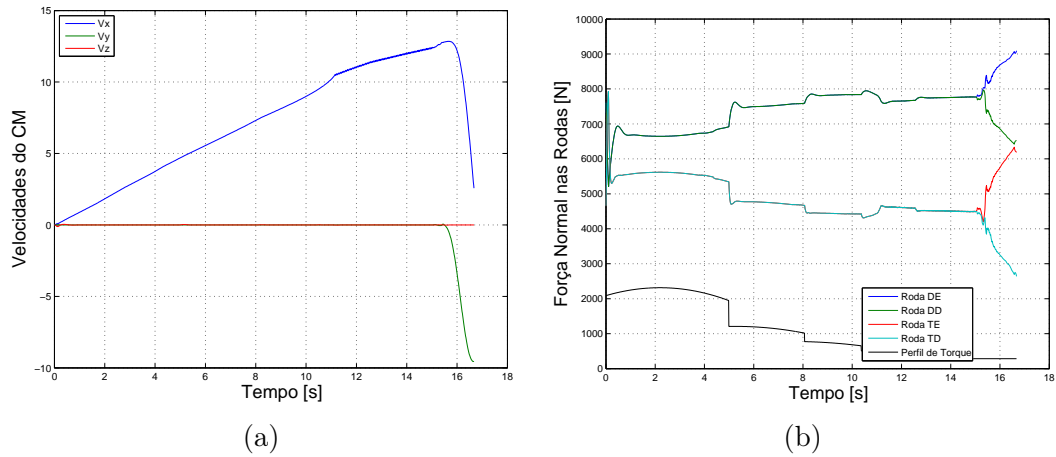 15
10
5
0
−5
−10
0 2 4 6 8 10 12 14 16 18
Tempo [s]
Velocidades do CM
Vx
Vy
Vz
(a)
10000
9000
8000
7000
6000
5000
4000
3000
2000
1000
0
0 2 4 6 8 10 12 14 16 18
Tempo [s]
Força Normal nas Rodas [N]
Roda DE
Roda DD
Roda TE
Roda TD
Perfil de Torque
(b)